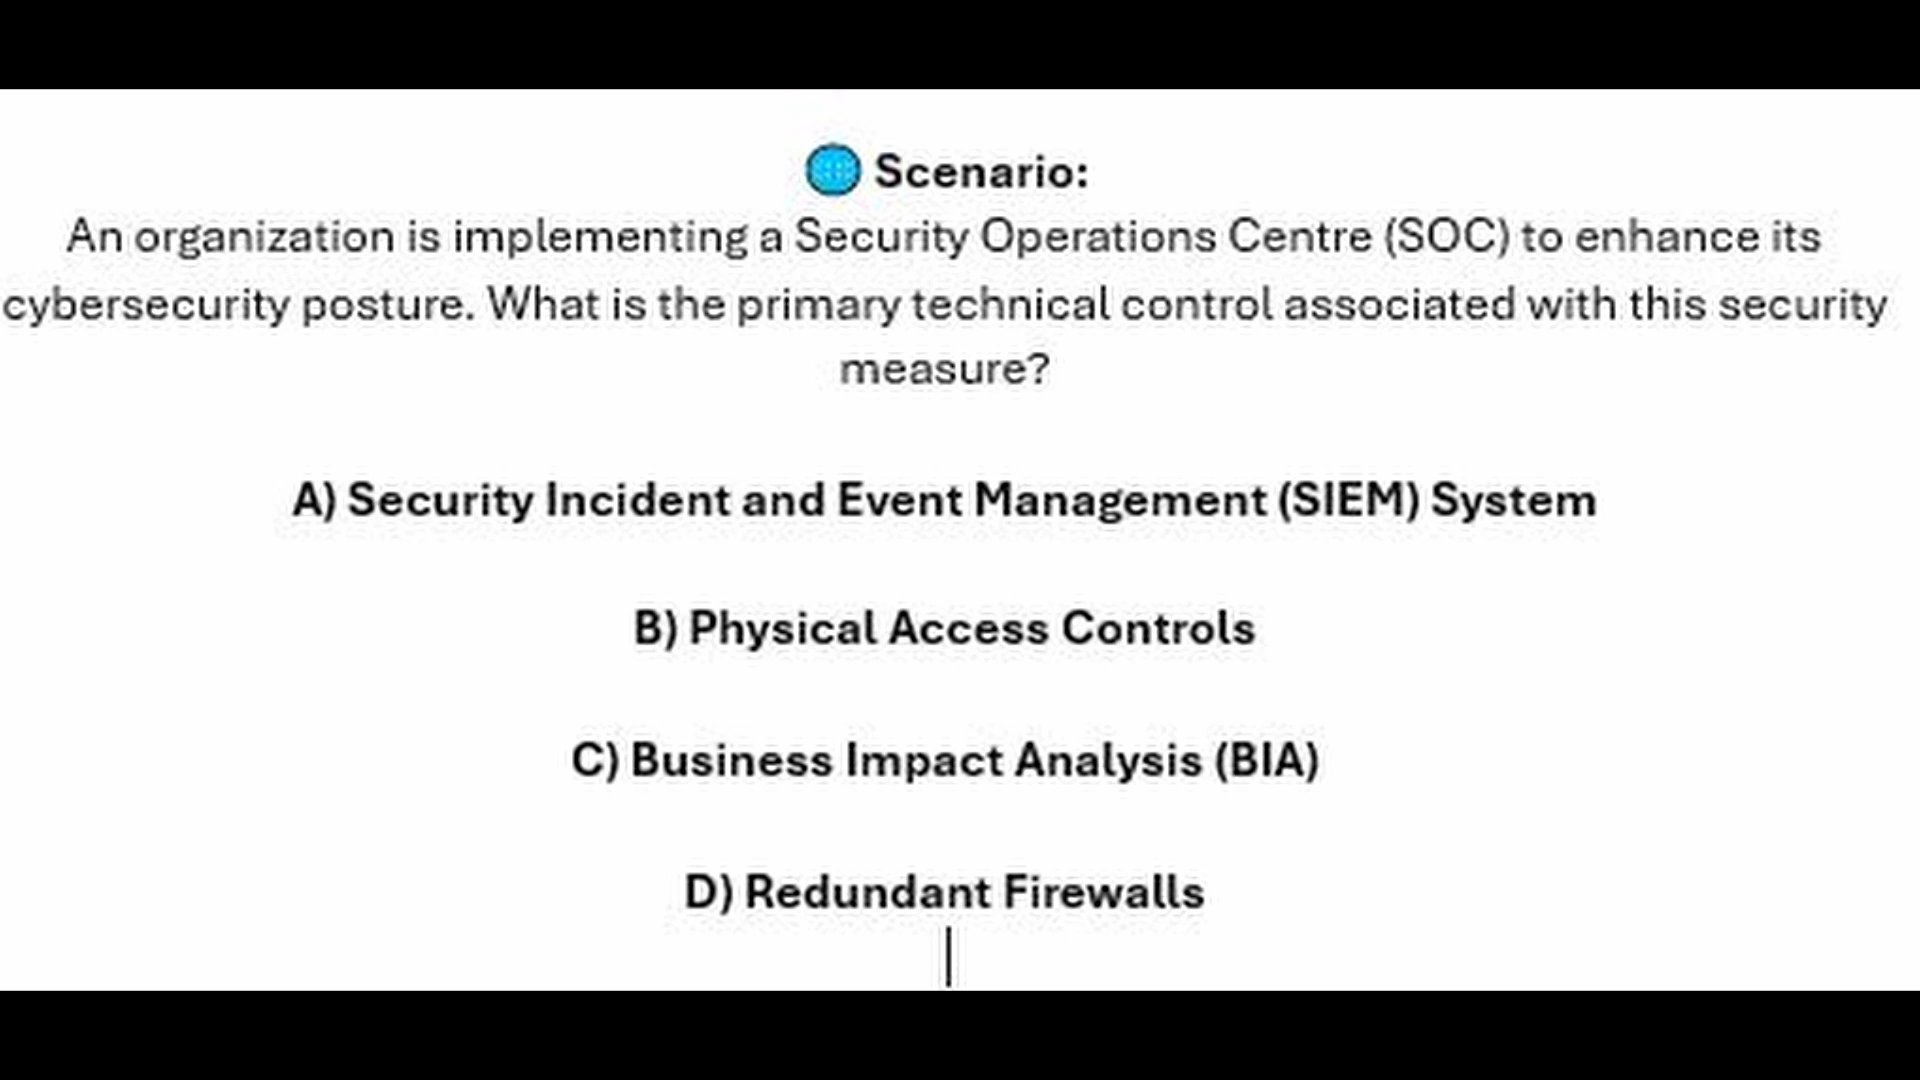 Scenario:
An organization is implementing a Security Operations Centre (SOC) to enhance its
cybersecurity posture. What is the primary technical control associated with this security
measure?
A) Security Incident and Event Management (SIEM) System
B) Physical Access Controls
C) Business Impact Analysis (BIA)
D) Redundant Firewalls